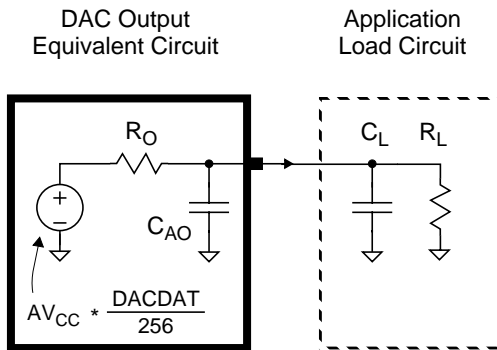 DAC Output
Equivalent Circuit
Application
Load Circuit
R_O
C_L R_L
+
−
C_AO
AV_CC * DACDAT
256